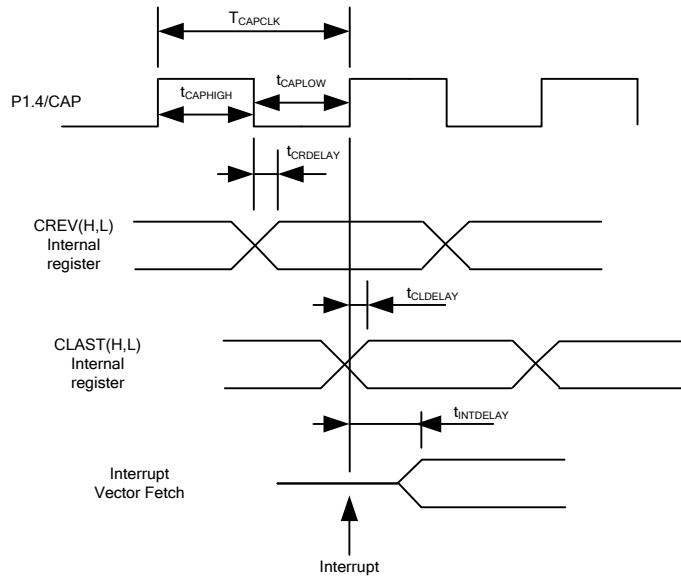 TCAPCLK
tCAPLOW
tCAPHIGH
P1.4/CAP
tCRDELAY
CREV(H,L)
Internal
register
tCLDELAY
CLAST(H,L)
Internal
register
tINTDELAY
Interrupt
Vector Fetch
Interrupt